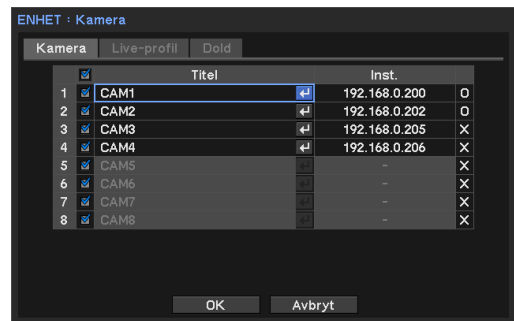 ENHET : Kamera
Kamera Live-profil Dold
Titel Inst.
1 CAM1 192.168.0.200 O
2 CAM2 192.168.0.202 O
3 CAM3 192.168.0.205 X
4 CAM4 192.168.0.206 X
5 CAM5 - X
6 CAM6 - X
7 CAM7 - X
8 CAM8 - X
OK Avbryt